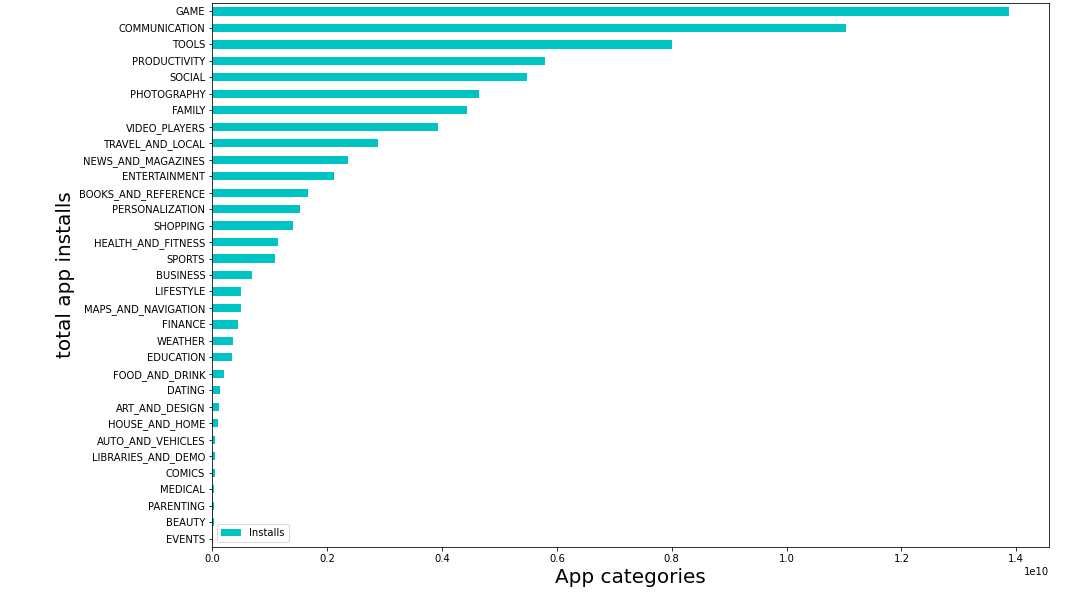 GAME
COMMUNICATION
TOOLS
PRODUCTIVITY
SOCIAL
PHOTOGRAPHY
FAMILY
VIDEO_PLAYERS
TRAVEL_AND_LOCAL
NEWS_AND_MAGAZINES
ENTERTAINMENT
BOOKS_AND_REFERENCE
PERSONALIZATION
SHOPPING
HEALTH_AND_FITNESS
SPORTS
BUSINESS
LIFESTYLE
MAPS_AND_NAVIGATION
FINANCE
WEATHER
EDUCATION
FOOD_AND_DRINK
DATING
ART_AND_DESIGN
HOUSE_AND_HOME
AUTO_AND_VEHICLES
LIBRARIES_AND_DEMO
COMICS
MEDICAL
PARENTING
BEAUTY
EVENTS
total app installs
Installs
0.0 0.2 0.4 0.6 0.8 1.0 1.2 1.4
1e10
App categories